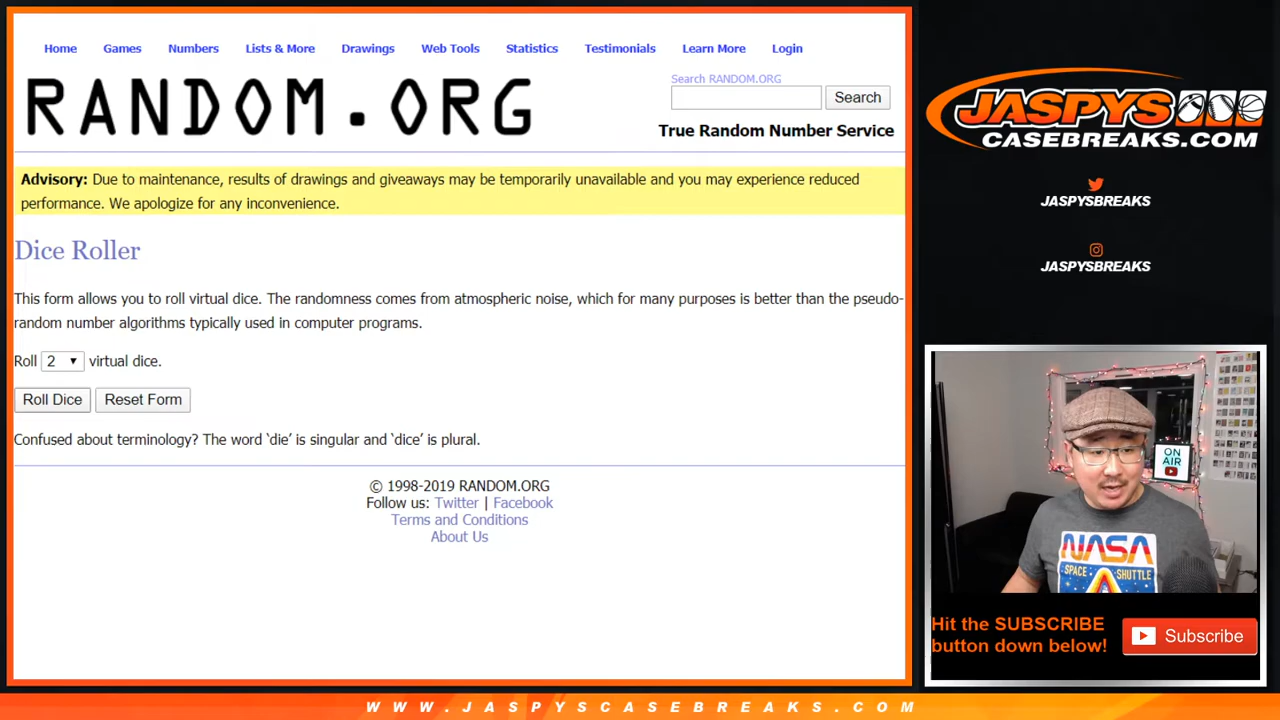 Home Games Numbers Lists & More Drawings Web Tools Statistics Testimonials Learn More Login
RANDOM.ORG
Search RANDOM.ORG
Search
True Random Number Service
Advisory: Due to maintenance, results of drawings and giveaways may be temporarily unavailable and you may experience reduced
performance. We apologize for any inconvenience.
Dice Roller
This form allows you to roll virtual dice. The randomness comes from atmospheric noise, which for many purposes is better than the pseudo-
random number algorithms typically used in computer programs.
Roll 2 virtual dice.
Roll Dice Reset Form
Confused about terminology? The word ‘die’ is singular and ‘dice’ is plural.
© 1998-2019 RANDOM.ORG
Follow us: Twitter | Facebook
Terms and Conditions
About Us
JASPYS
CASEBREAKS.COM
JASPYSBREAKS
JASPYSBREAKS
ON
AIR
NASA
SPACE SHUTTLE
Hit the SUBSCRIBE
button down below!
Subscribe
WWW.JASPYSCASEBREAKS.COM